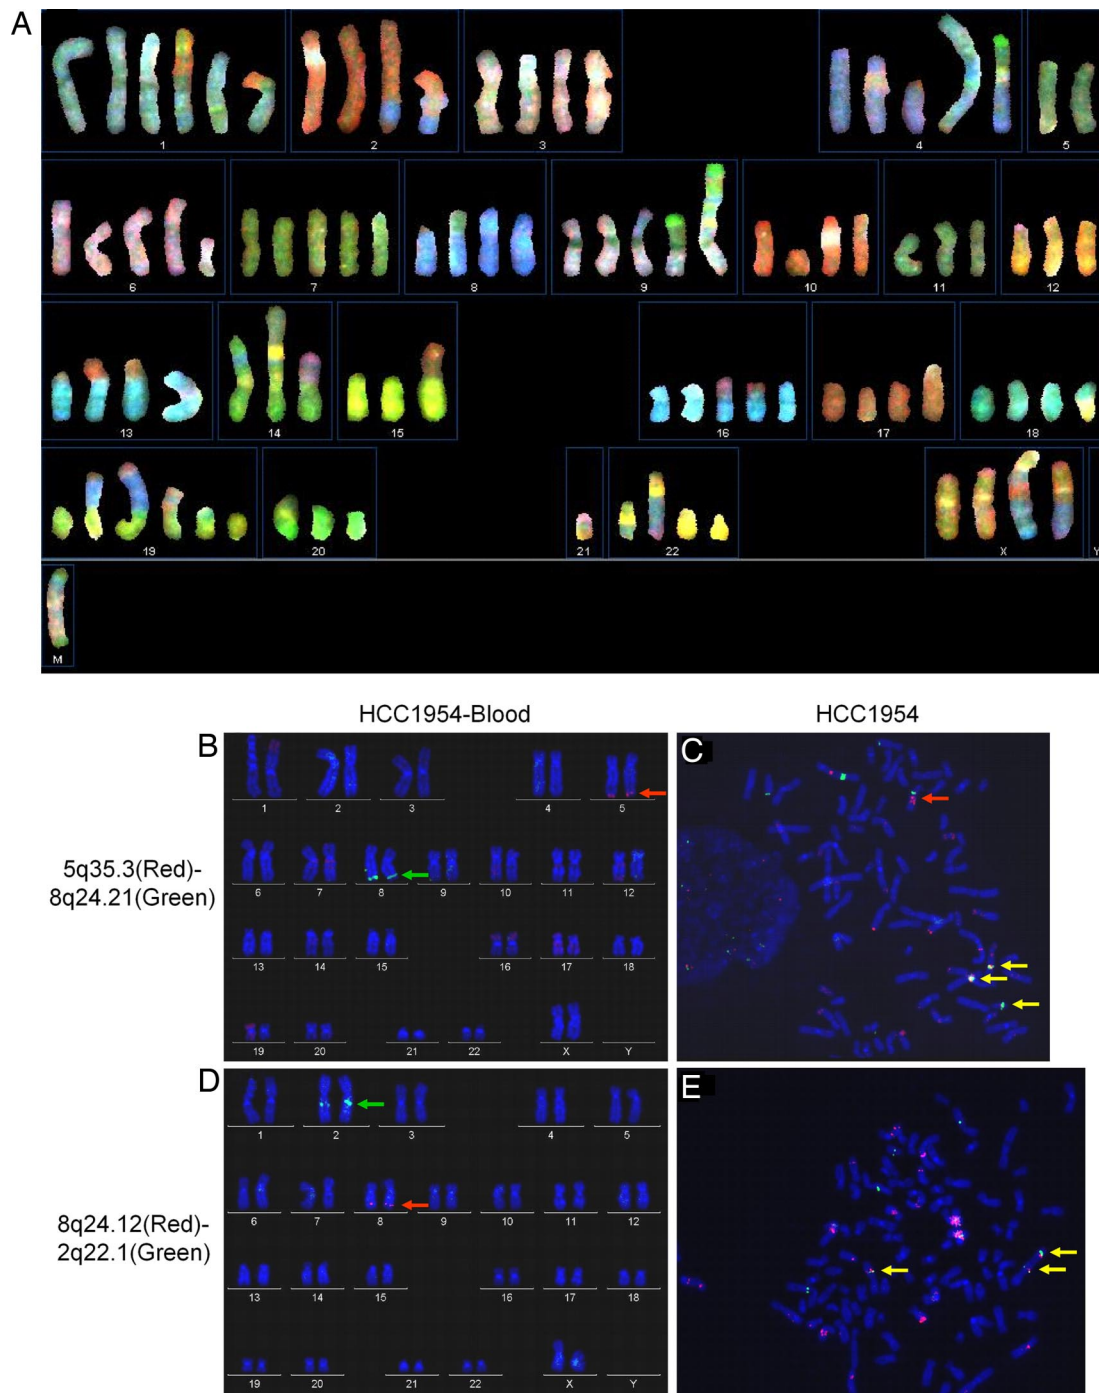 A
1 2 3 4 5
6 7 8 9 10 11 12
13 14 15 16 17 18
19 20 21 22 X Y
M
HCC1954-Blood HCC1954
B C
1 2 3 4 5
5q35.3(Red)-
8q24.21(Green)
6 7 8 9 10 11 12
13 14 15 16 17 18
19 20 21 22 X Y
D E
1 2 3 4 5
8q24.12(Red)-
2q22.1(Green)
6 7 8 9 10 11 12
13 14 15 16 17 18
19 20 21 22 X Y